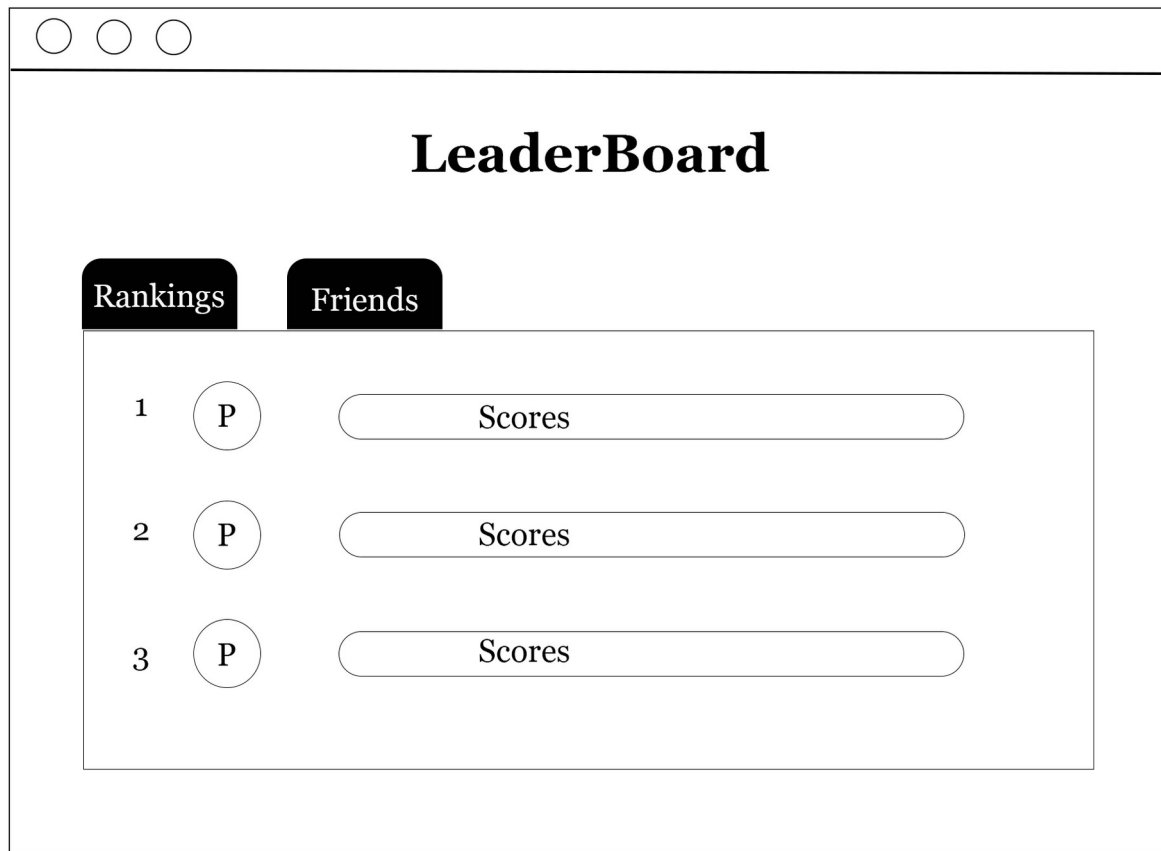 LeaderBoard
Rankings
Friends
1 P Scores
2 P Scores
3 P Scores